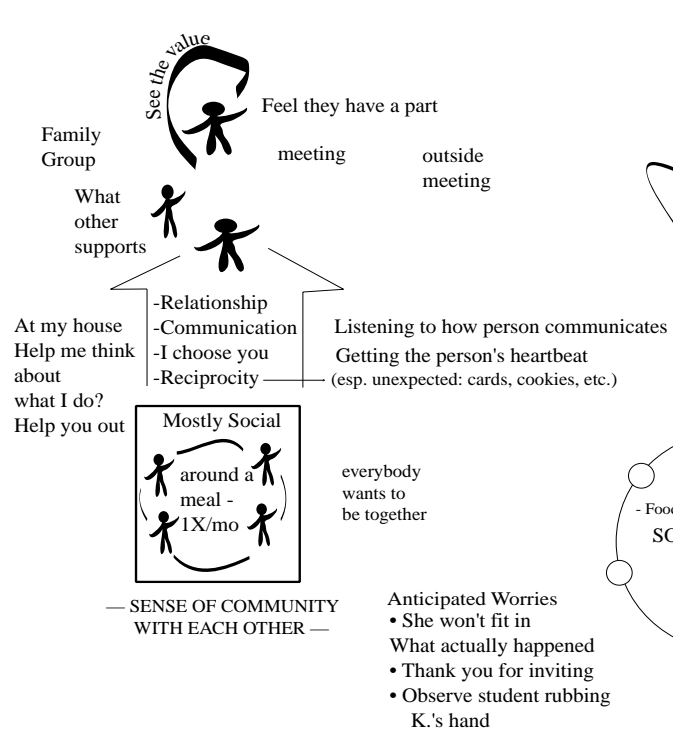 See the value
Feel they have a part
Family
Group
meeting
outside
meeting
What
other
supports
-Relationship
-Communication
-I choose you
-Reciprocity
At my house
Help me think
about
what I do?
Help you out
Listening to how person communicates
Getting the person's heartbeat
(esp. unexpected: cards, cookies, etc.)
Mostly Social
around a
meal -
1X/mo
everybody
wants to
be together
— SENSE OF COMMUNITY
WITH EACH OTHER —
Anticipated Worries
• She won't fit in
What actually happened
• Thank you for inviting
• Observe student rubbing
K.'s hand